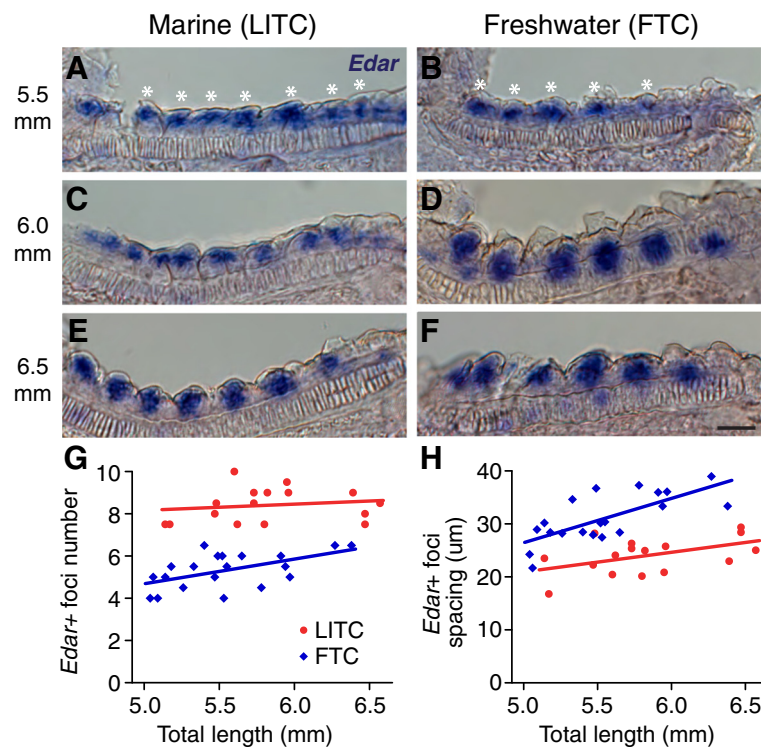 Marine (LITC) Freshwater (FTC)
5.5 mm
A Edar B
* * * * * * * * * * * *
6.0 mm
C D
6.5 mm
E F
G H
Edar+ foci number
10
8
6
4
2
0
LITC
FTC
5.0 5.5 6.0 6.5
Total length (mm)
Edar+ foci spacing (um)
40
30
20
10
0
5.0 5.5 6.0 6.5
Total length (mm)